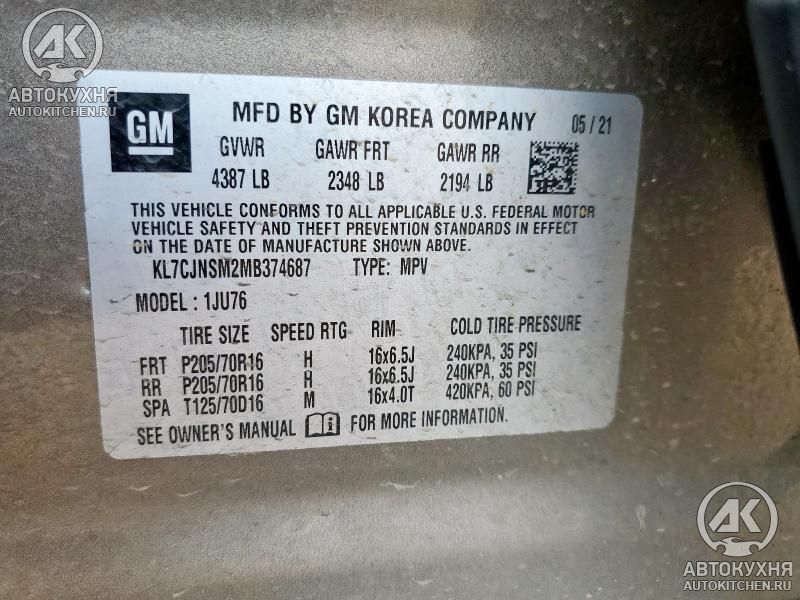 AK
АВТОКУХНЯ
AUTOKITCHEN.RU
GM
MFD BY GM KOREA COMPANY 05 / 21
GVWR GAWR FRT GAWR RR
4387 LB 2348 LB 2194 LB
THIS VEHICLE CONFORMS TO ALL APPLICABLE U.S. FEDERAL MOTOR
VEHICLE SAFETY AND THEFT PREVENTION STANDARDS IN EFFECT
ON THE DATE OF MANUFACTURE SHOWN ABOVE.
KL7CJNSM2MB374687 TYPE: MPV
MODEL : 1JU76
TIRE SIZE SPEED RTG RIM COLD TIRE PRESSURE
FRT P205/70R16 H 16x6.5J 240KPA, 35 PSI
RR P205/70R16 H 16x6.5J 240KPA, 35 PSI
SPA T125/70D16 M 16x4.0T 420KPA, 60 PSI
SEE OWNER'S MANUAL FOR MORE INFORMATION.
AK
АВТОКУХНЯ
AUTOKITCHEN.RU